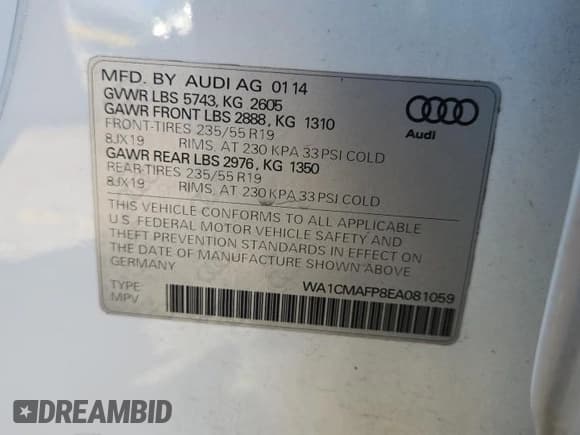 MFD. BY AUDI AG 01 14
GVWR LBS 5743, KG 2605
GAWR FRONT LBS 2888, KG 1310
FRONT-TIRES 235/55 R19
8JX19 RIMS, AT 230 KPA 33 PSI COLD
GAWR REAR LBS 2976, KG 1350
REAR-TIRES 235/55 R19
8JX19 RIMS, AT 230 KPA 33 PSI COLD
Audi
THIS VEHICLE CONFORMS TO ALL APPLICABLE
U.S. FEDERAL MOTOR VEHICLE SAFETY AND
THEFT PREVENTION STANDARDS IN EFFECT ON
THE DATE OF MANUFACTURE SHOWN ABOVE
GERMANY
WA1CMAFP8EA081059
TYPE
MPV
DREAMBID